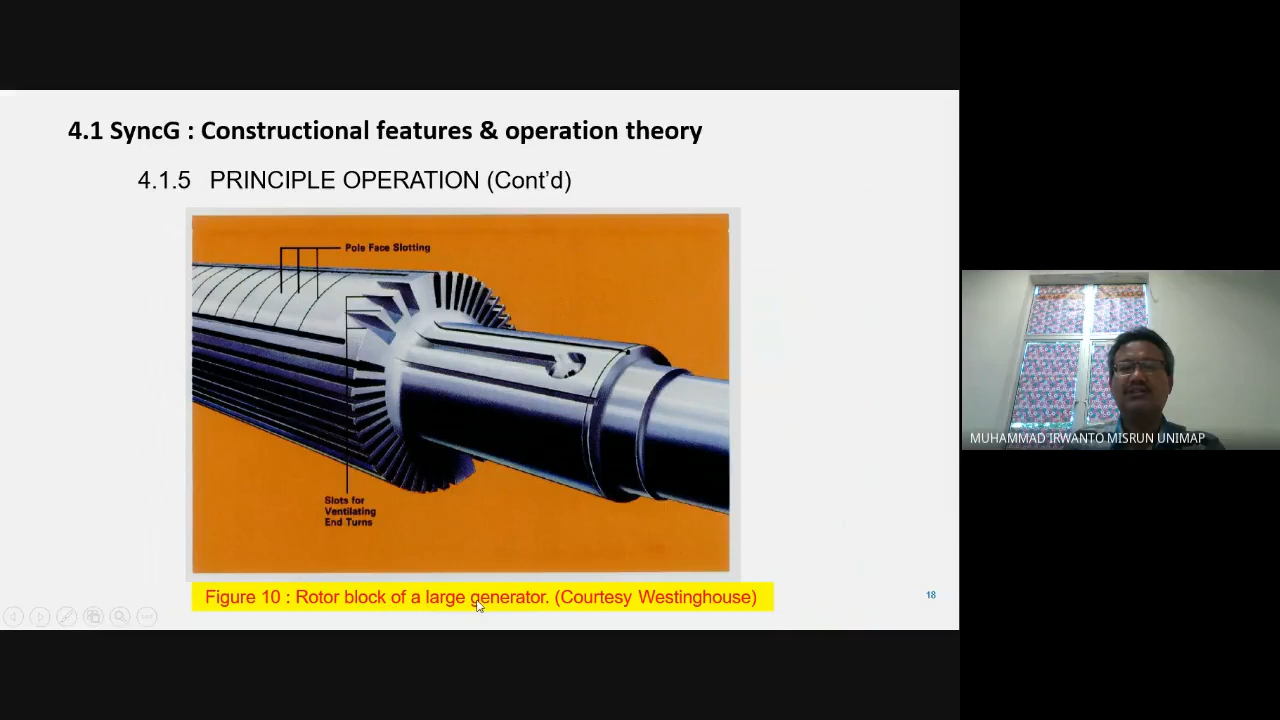 4.1 SyncG : Constructional features & operation theory
4.1.5 PRINCIPLE OPERATION (Cont'd)
Pole Face Slotting
Slots for
Ventilating
End Turns
Figure 10 : Rotor block of a large generator. (Courtesy Westinghouse)
18
MUHAMMAD IRWANTO MISRUN UNIMAP